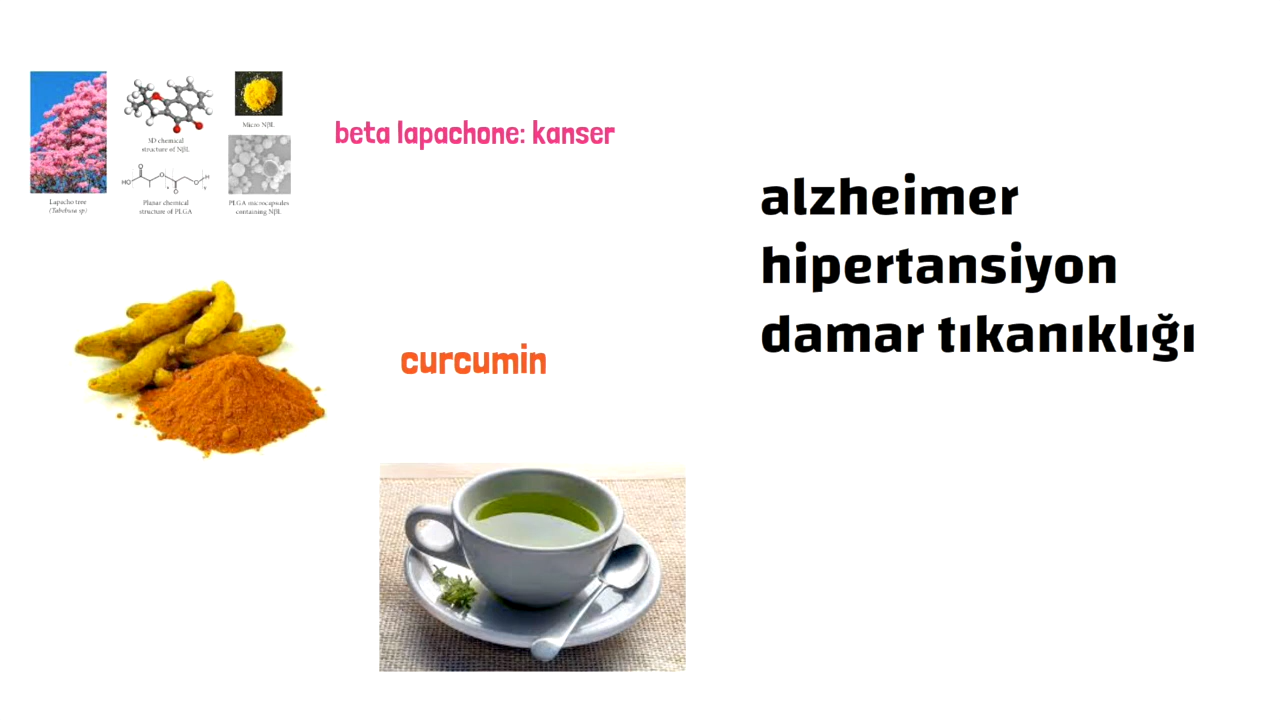 beta lapachone: kanser
Micro NβL
3D chemical
structure of NβL
Lapacho tree
(Tabebuia sp)
Planar chemical
structure of PLGA
PLGA microcapsules
containing NβL
curcumin
alzheimer
hipertansiyon
damar tıkanıklığı